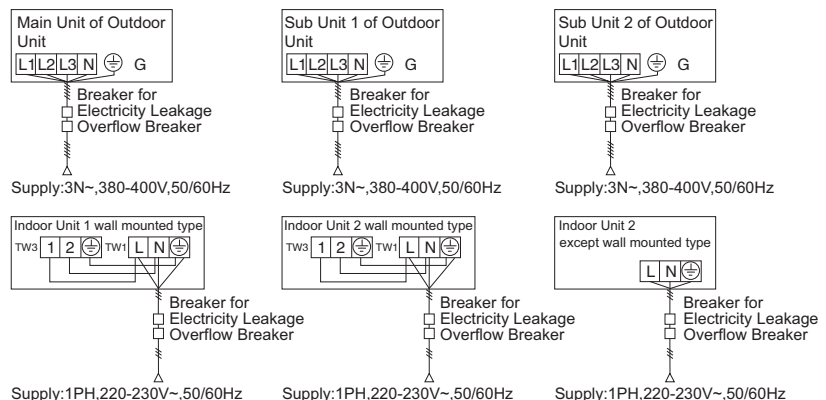 Main Unit of Outdoor
Unit
L1 L2 L3 N G
Breaker for
Electricity Leakage
Overflow Breaker
Supply:3N~,380-400V,50/60Hz
Sub Unit 1 of Outdoor
Unit
L1 L2 L3 N G
Breaker for
Electricity Leakage
Overflow Breaker
Supply:3N~,380-400V,50/60Hz
Sub Unit 2 of Outdoor
Unit
L1 L2 L3 N G
Breaker for
Electricity Leakage
Overflow Breaker
Supply:3N~,380-400V,50/60Hz
Indoor Unit 1 wall mounted type
TW3 1 2 TW1 L N
Breaker for
Electricity Leakage
Overflow Breaker
Supply:1PH,220-230V~,50/60Hz
Indoor Unit 2 wall mounted type
TW3 1 2 TW1 L N
Breaker for
Electricity Leakage
Overflow Breaker
Supply:1PH,220-230V~,50/60Hz
Indoor Unit 2
except wall mounted type
L N
Breaker for
Electricity Leakage
Overflow Breaker
Supply:1PH,220-230V~,50/60Hz